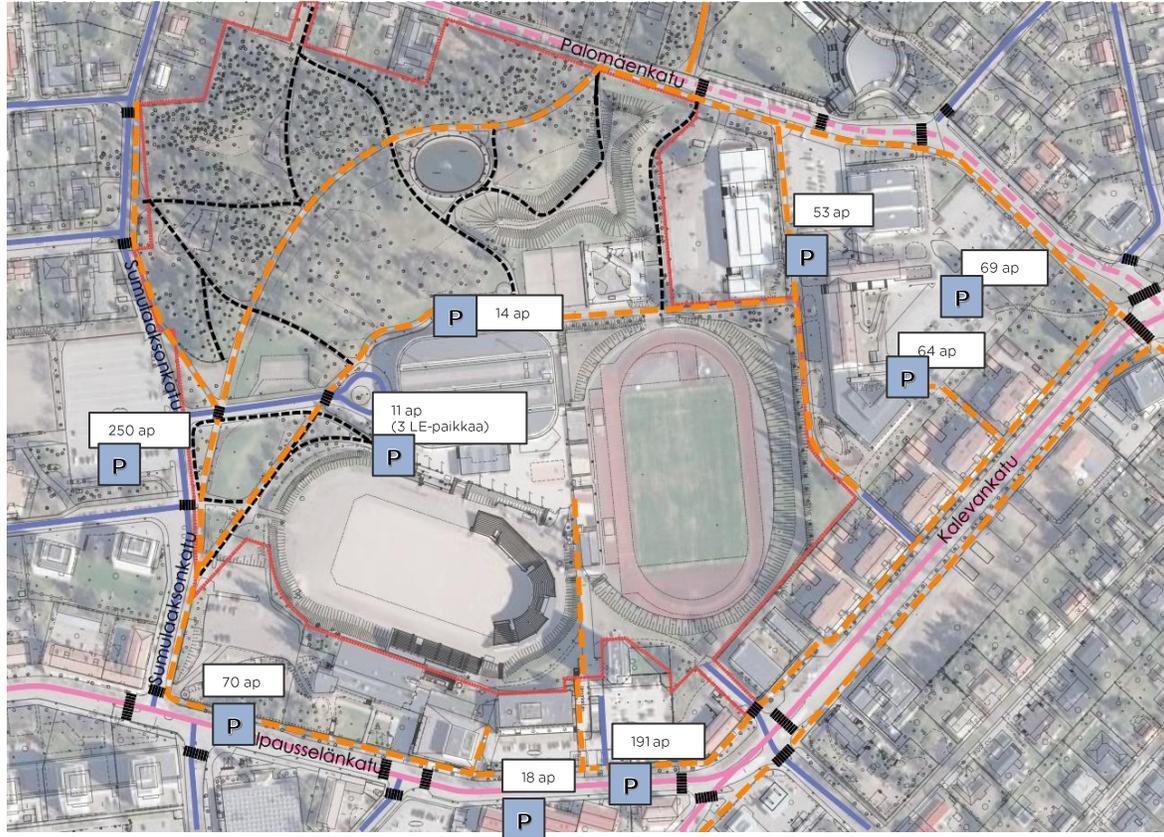 Palomäenkatu
53 ap
P
69 ap
P
P
14 ap
64 ap
P
Sumulaaksonkatu
11 ap
(3 LE-paikkaa)
P
250 ap
P
Kalevankatu
Sumulaaksonkatu
70 ap
P
lpausselänkatu
191 ap
P
18 ap
P